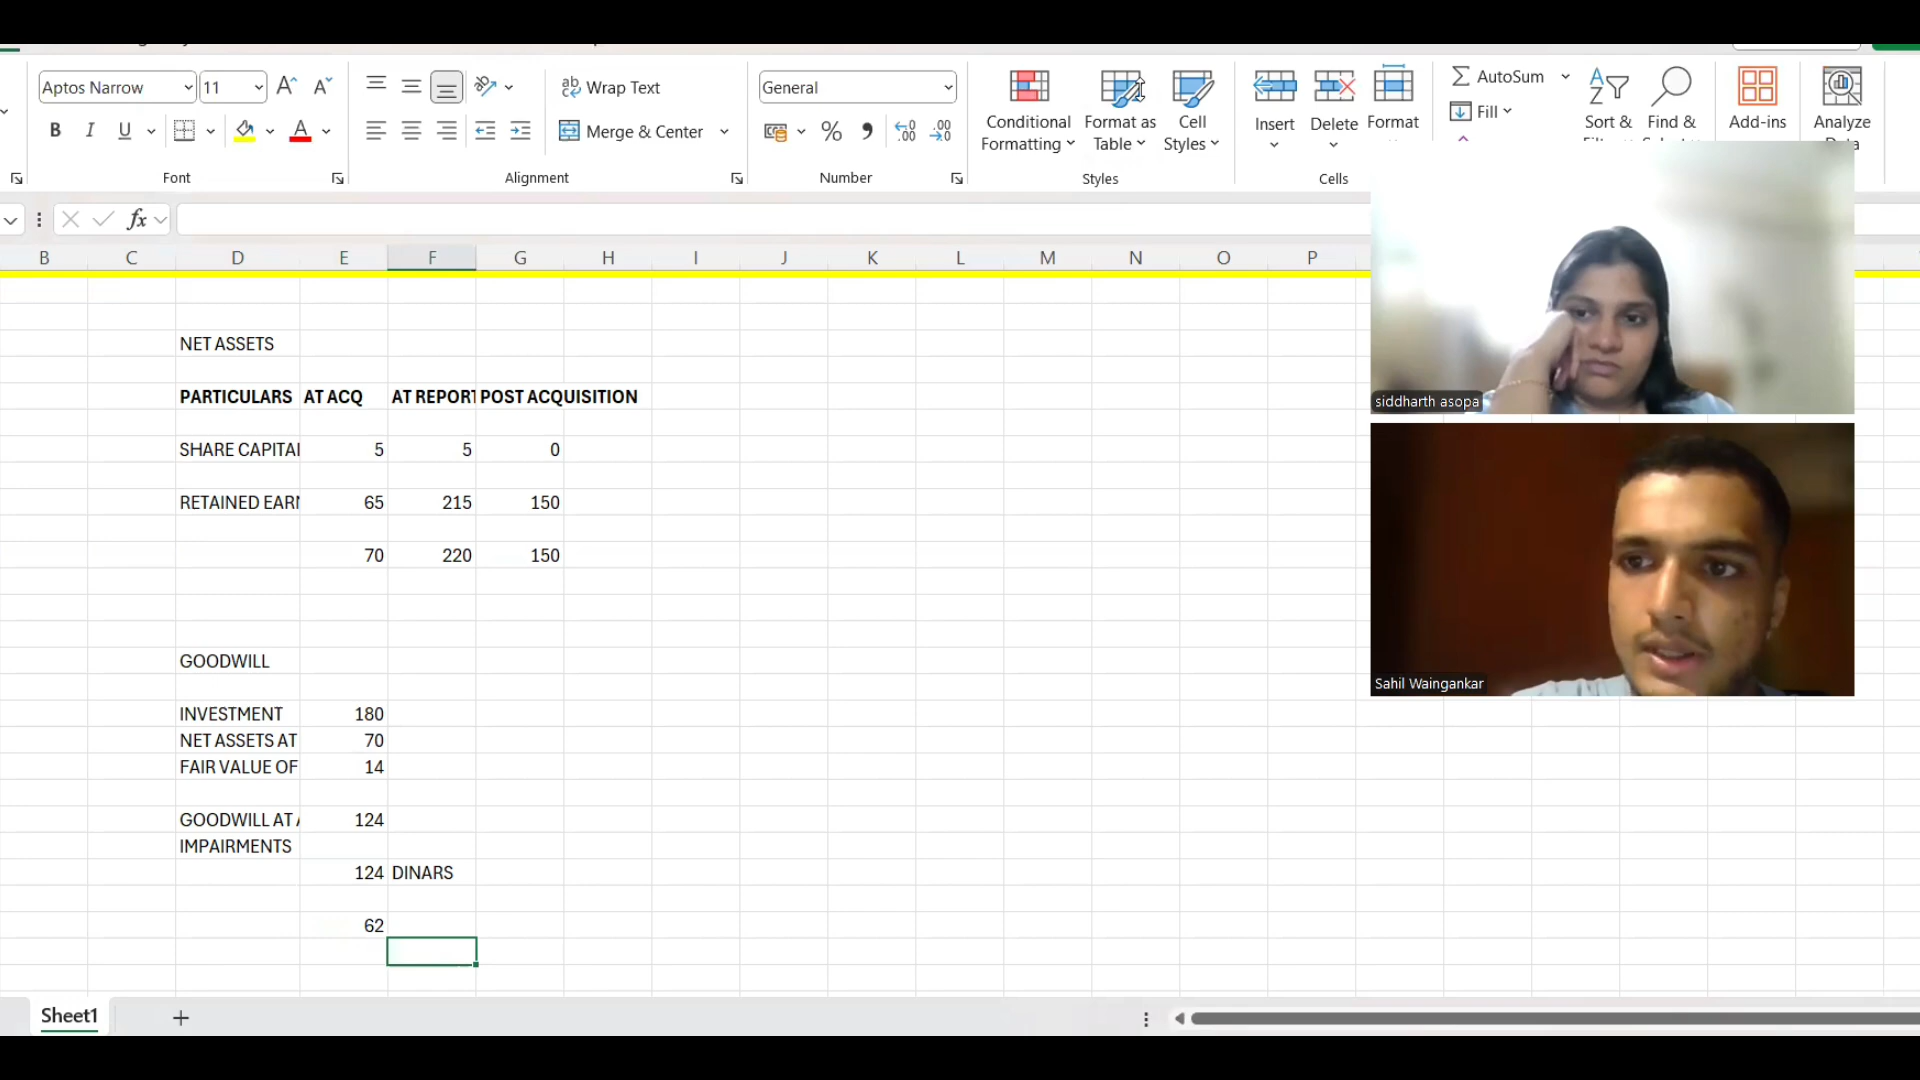 Aptos Narrow 11 A^ A˅ ab Wrap Text General AutoSum
B I U A Merge & Center % , Conditional Formatting Format as Table Cell Styles Insert Delete Format Fill Sort & Find & Add-ins Analyze
Font Alignment Number Styles Cells
fx
B C D E F G H I J K L M N O P
NET ASSETS
PARTICULARS AT ACQ AT REPORT POST ACQUISITION
SHARE CAPITAL 5 5 0
RETAINED EARN 65 215 150
70 220 150
GOODWILL
INVESTMENT 180
NET ASSETS AT 70
FAIR VALUE OF 14
GOODWILL AT A 124
IMPAIRMENTS
124 DINARS
62
siddharth asopa
Sahil Waingankar
Sheet1 +